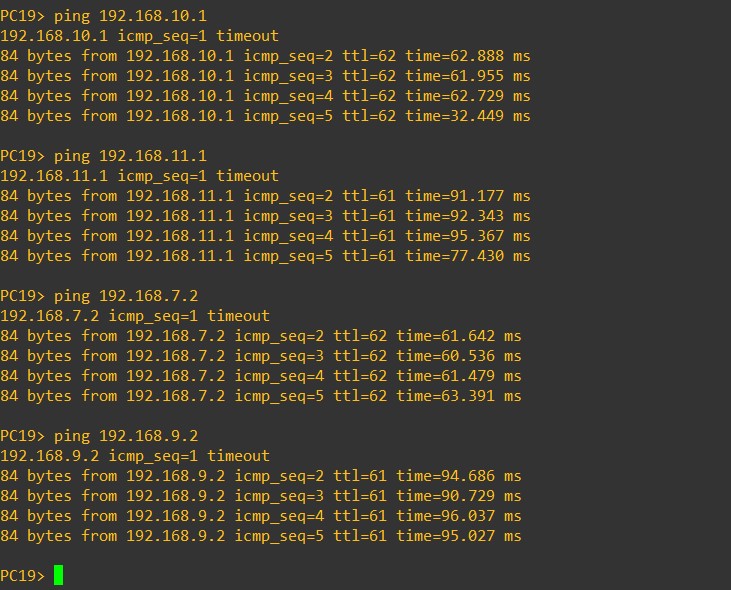 PC19> ping 192.168.10.1
192.168.10.1 icmp_seq=1 timeout
84 bytes from 192.168.10.1 icmp_seq=2 ttl=62 time=62.888 ms
84 bytes from 192.168.10.1 icmp_seq=3 ttl=62 time=61.955 ms
84 bytes from 192.168.10.1 icmp_seq=4 ttl=62 time=62.729 ms
84 bytes from 192.168.10.1 icmp_seq=5 ttl=62 time=32.449 ms
PC19> ping 192.168.11.1
192.168.11.1 icmp_seq=1 timeout
84 bytes from 192.168.11.1 icmp_seq=2 ttl=61 time=91.177 ms
84 bytes from 192.168.11.1 icmp_seq=3 ttl=61 time=92.343 ms
84 bytes from 192.168.11.1 icmp_seq=4 ttl=61 time=95.367 ms
84 bytes from 192.168.11.1 icmp_seq=5 ttl=61 time=77.430 ms
PC19> ping 192.168.7.2
192.168.7.2 icmp_seq=1 timeout
84 bytes from 192.168.7.2 icmp_seq=2 ttl=62 time=61.642 ms
84 bytes from 192.168.7.2 icmp_seq=3 ttl=62 time=60.536 ms
84 bytes from 192.168.7.2 icmp_seq=4 ttl=62 time=61.479 ms
84 bytes from 192.168.7.2 icmp_seq=5 ttl=62 time=63.391 ms
PC19> ping 192.168.9.2
192.168.9.2 icmp_seq=1 timeout
84 bytes from 192.168.9.2 icmp_seq=2 ttl=61 time=94.686 ms
84 bytes from 192.168.9.2 icmp_seq=3 ttl=61 time=90.729 ms
84 bytes from 192.168.9.2 icmp_seq=4 ttl=61 time=96.037 ms
84 bytes from 192.168.9.2 icmp_seq=5 ttl=61 time=95.027 ms
PC19>